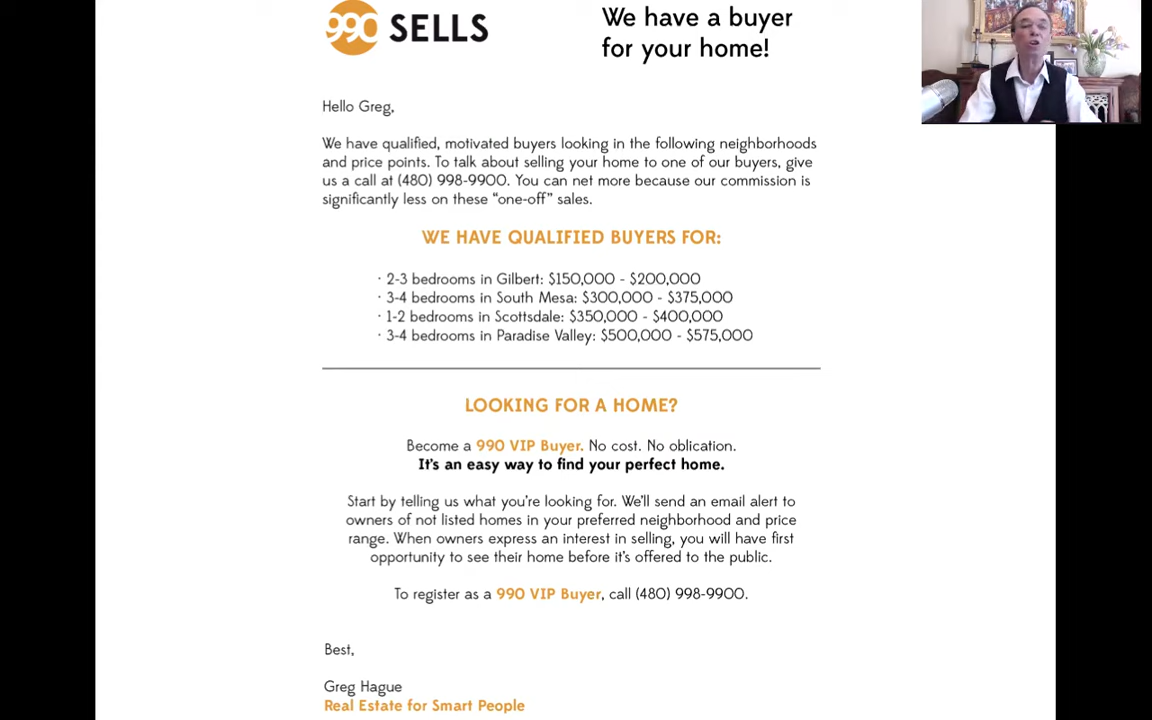 990 SELLS
We have a buyer
for your home!
Hello Greg,
We have qualified, motivated buyers looking in the following neighborhoods
and price points. To talk about selling your home to one of our buyers, give
us a call at (480) 998-9900. You can net more because our commission is
significantly less on these “one-off” sales.
WE HAVE QUALIFIED BUYERS FOR:
· 2-3 bedrooms in Gilbert: $150,000 - $200,000
· 3-4 bedrooms in South Mesa: $300,000 - $375,000
· 1-2 bedrooms in Scottsdale: $350,000 - $400,000
· 3-4 bedrooms in Paradise Valley: $500,000 - $575,000
LOOKING FOR A HOME?
Become a 990 VIP Buyer. No cost. No oblication.
It’s an easy way to find your perfect home.
Start by telling us what you’re looking for. We’ll send an email alert to
owners of not listed homes in your preferred neighborhood and price
range. When owners express an interest in selling, you will have first
opportunity to see their home before it’s offered to the public.
To register as a 990 VIP Buyer, call (480) 998-9900.
Best,
Greg Hague
Real Estate for Smart People